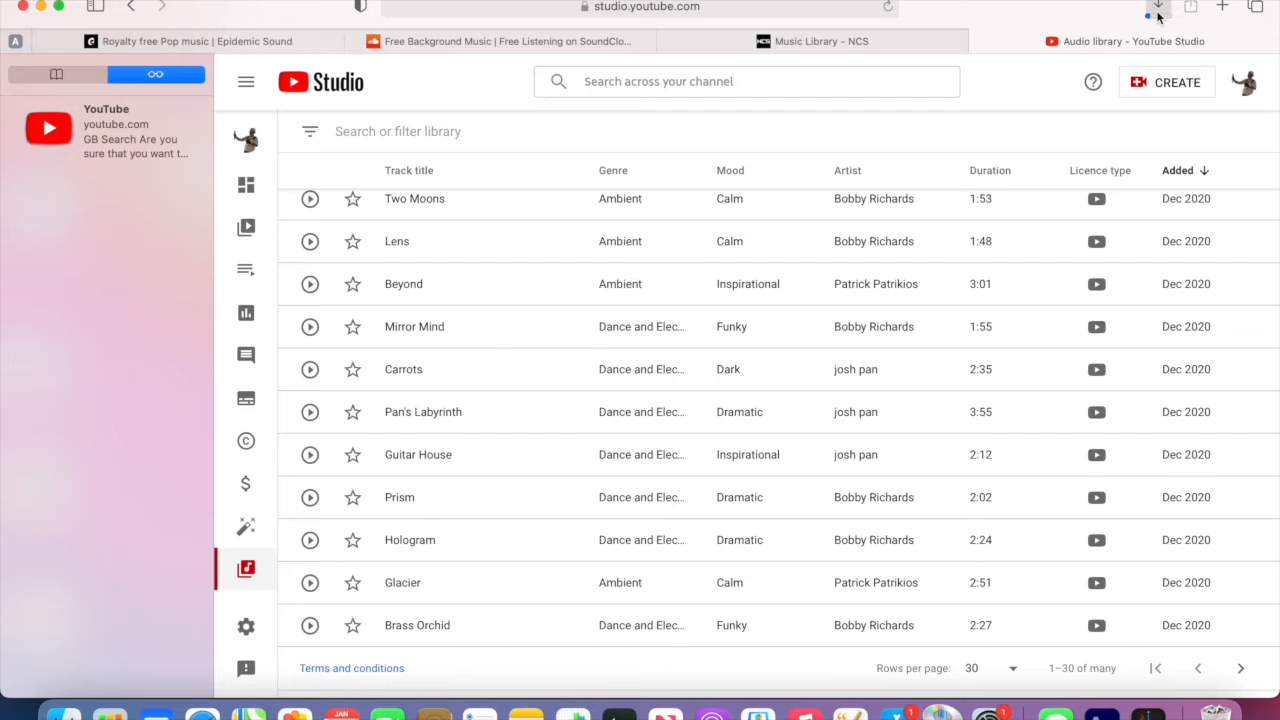 studio.youtube.com
A
Royalty free Pop music | Epidemic Sound
Free Background Music | Free Listening on SoundClo...
NCS
Music Library - NCS
Audio library - YouTube Studio
YouTube
youtube.com
GB Search Are you
sure that you want t...
Studio
Search across your channel
CREATE
Search or filter library
Track title Genre Mood Artist Duration Licence type Added
Two Moons Ambient Calm Bobby Richards 1:53 Dec 2020
Lens Ambient Calm Bobby Richards 1:48 Dec 2020
Beyond Ambient Inspirational Patrick Patrikios 3:01 Dec 2020
Mirror Mind Dance and Elec... Funky Bobby Richards 1:55 Dec 2020
Carrots Dance and Elec... Dark josh pan 2:35 Dec 2020
Pan's Labyrinth Dance and Elec... Dramatic josh pan 3:55 Dec 2020
Guitar House Dance and Elec... Inspirational josh pan 2:12 Dec 2020
Prism Dance and Elec... Dramatic Bobby Richards 2:02 Dec 2020
Hologram Dance and Elec... Dramatic Bobby Richards 2:24 Dec 2020
Glacier Ambient Calm Patrick Patrikios 2:51 Dec 2020
Brass Orchid Dance and Elec... Funky Bobby Richards 2:27 Dec 2020
Terms and conditions Rows per page: 30 1–30 of many
JAN 1 1